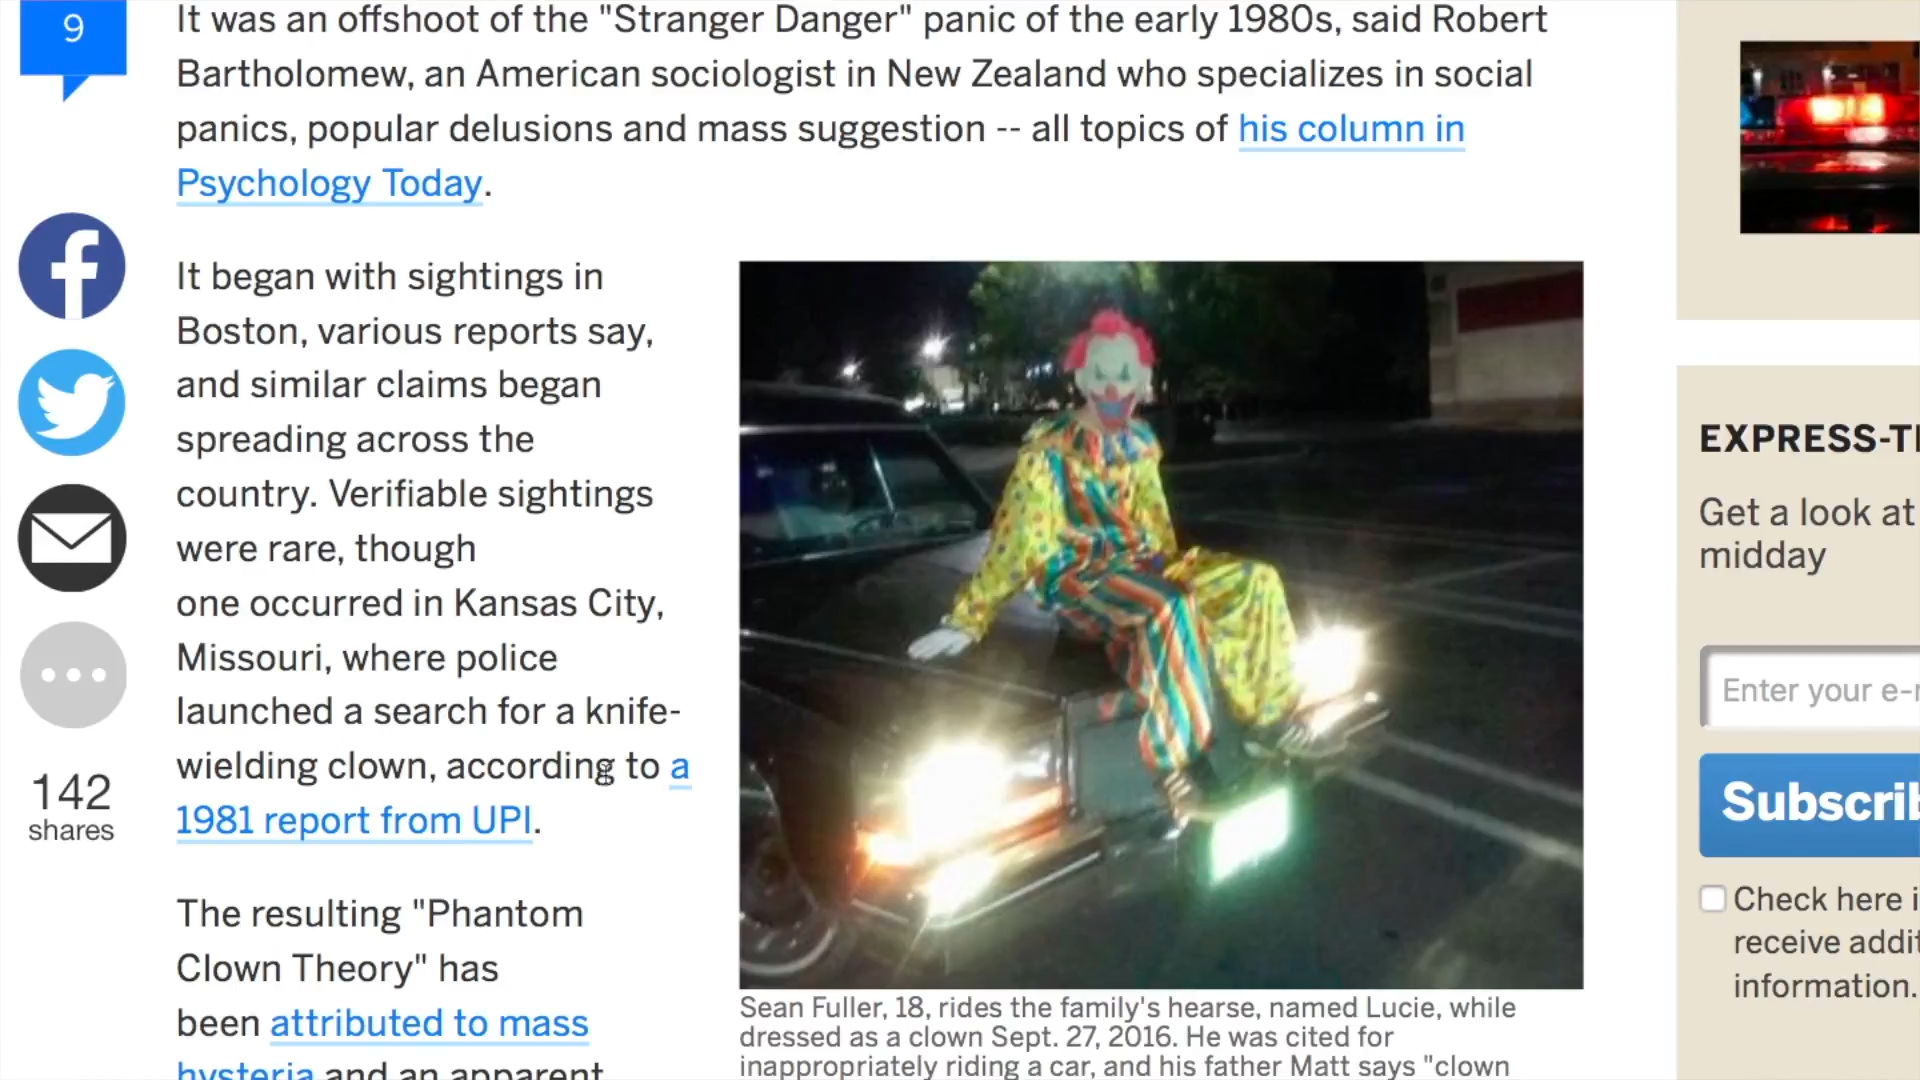 9
It was an offshoot of the "Stranger Danger" panic of the early 1980s, said Robert
Bartholomew, an American sociologist in New Zealand who specializes in social
panics, popular delusions and mass suggestion -- all topics of his column in
Psychology Today.
It began with sightings in
Boston, various reports say,
and similar claims began
spreading across the
country. Verifiable sightings
were rare, though
one occurred in Kansas City,
Missouri, where police
launched a search for a knife-
wielding clown, according to a
1981 report from UPI.
The resulting "Phantom
Clown Theory" has
been attributed to mass
hysteria and an apparent
142
shares
Sean Fuller, 18, rides the family's hearse, named Lucie, while
dressed as a clown Sept. 27, 2016. He was cited for
inappropriately riding a car, and his father Matt says "clown
EXPRESS-TI
Get a look at
midday
Enter your e-
Subscrib
Check here i
receive addit
information.